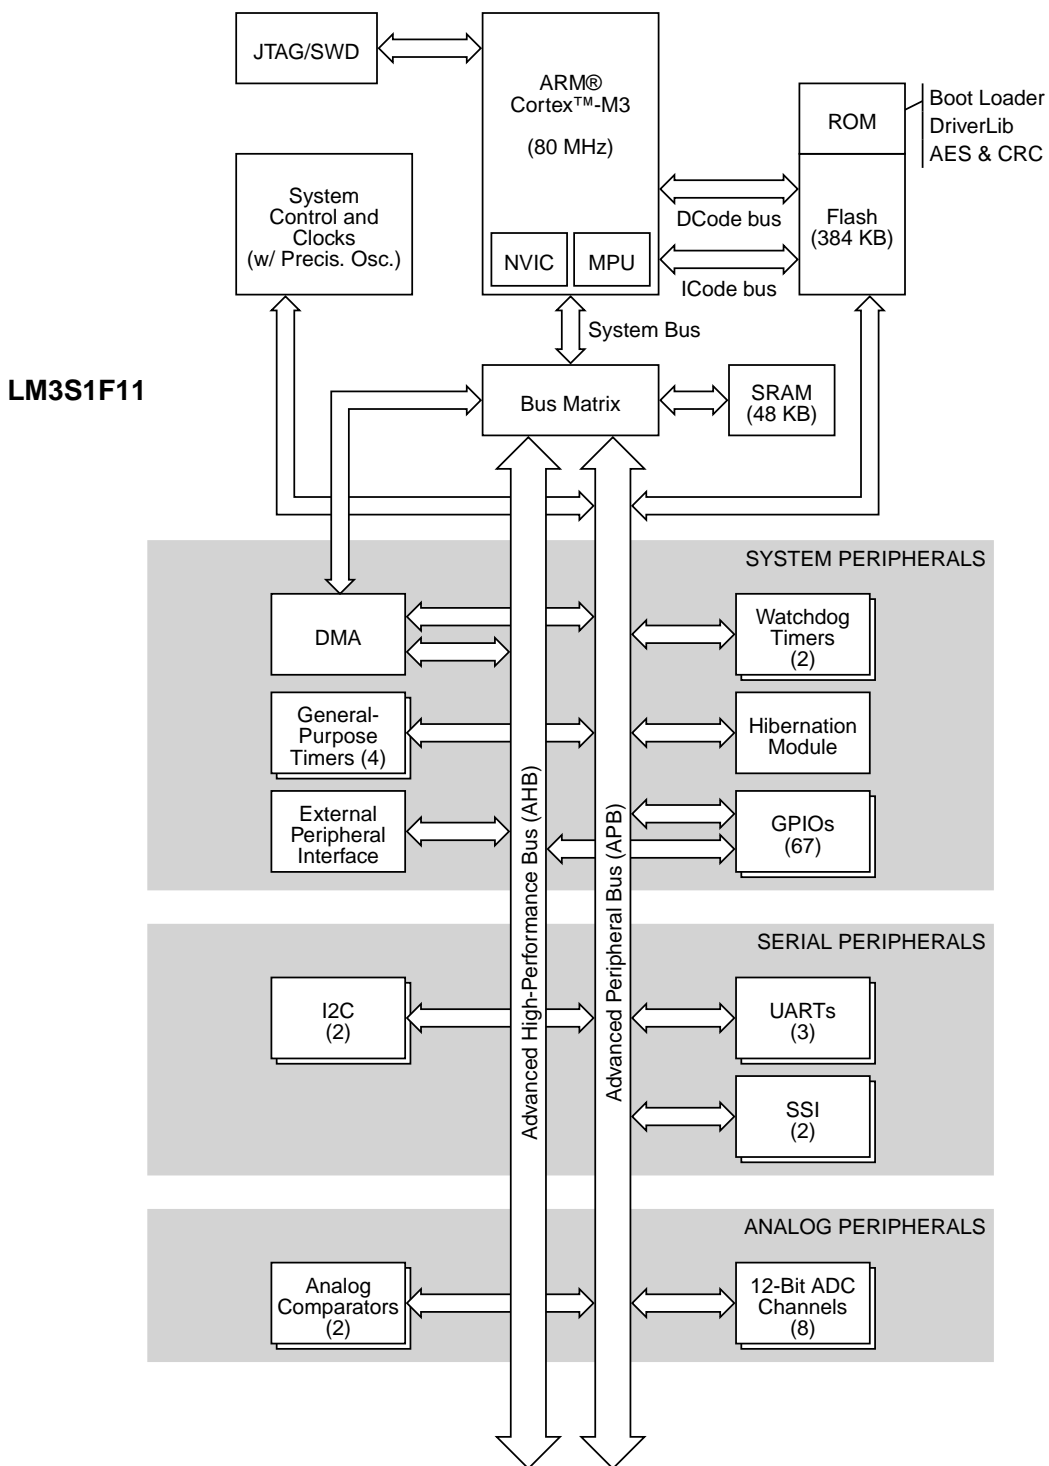 JTAG/SWD
ARM®
Cortex™-M3
(80 MHz)
NVIC
MPU
ROM
Boot Loader
DriverLib
AES & CRC
Flash
(384 KB)
DCode bus
ICode bus
System
Control and
Clocks
(w/ Precis. Osc.)
System Bus
LM3S1F11
Bus Matrix
SRAM
(48 KB)
SYSTEM PERIPHERALS
DMA
Watchdog
Timers
(2)
General-
Purpose
Timers (4)
Hibernation
Module
External
Peripheral
Interface
GPIOs
(67)
Advanced High-Performance Bus (AHB)
Advanced Peripheral Bus (APB)
SERIAL PERIPHERALS
I2C
(2)
UARTs
(3)
SSI
(2)
ANALOG PERIPHERALS
Analog
Comparators
(2)
12-Bit ADC
Channels
(8)